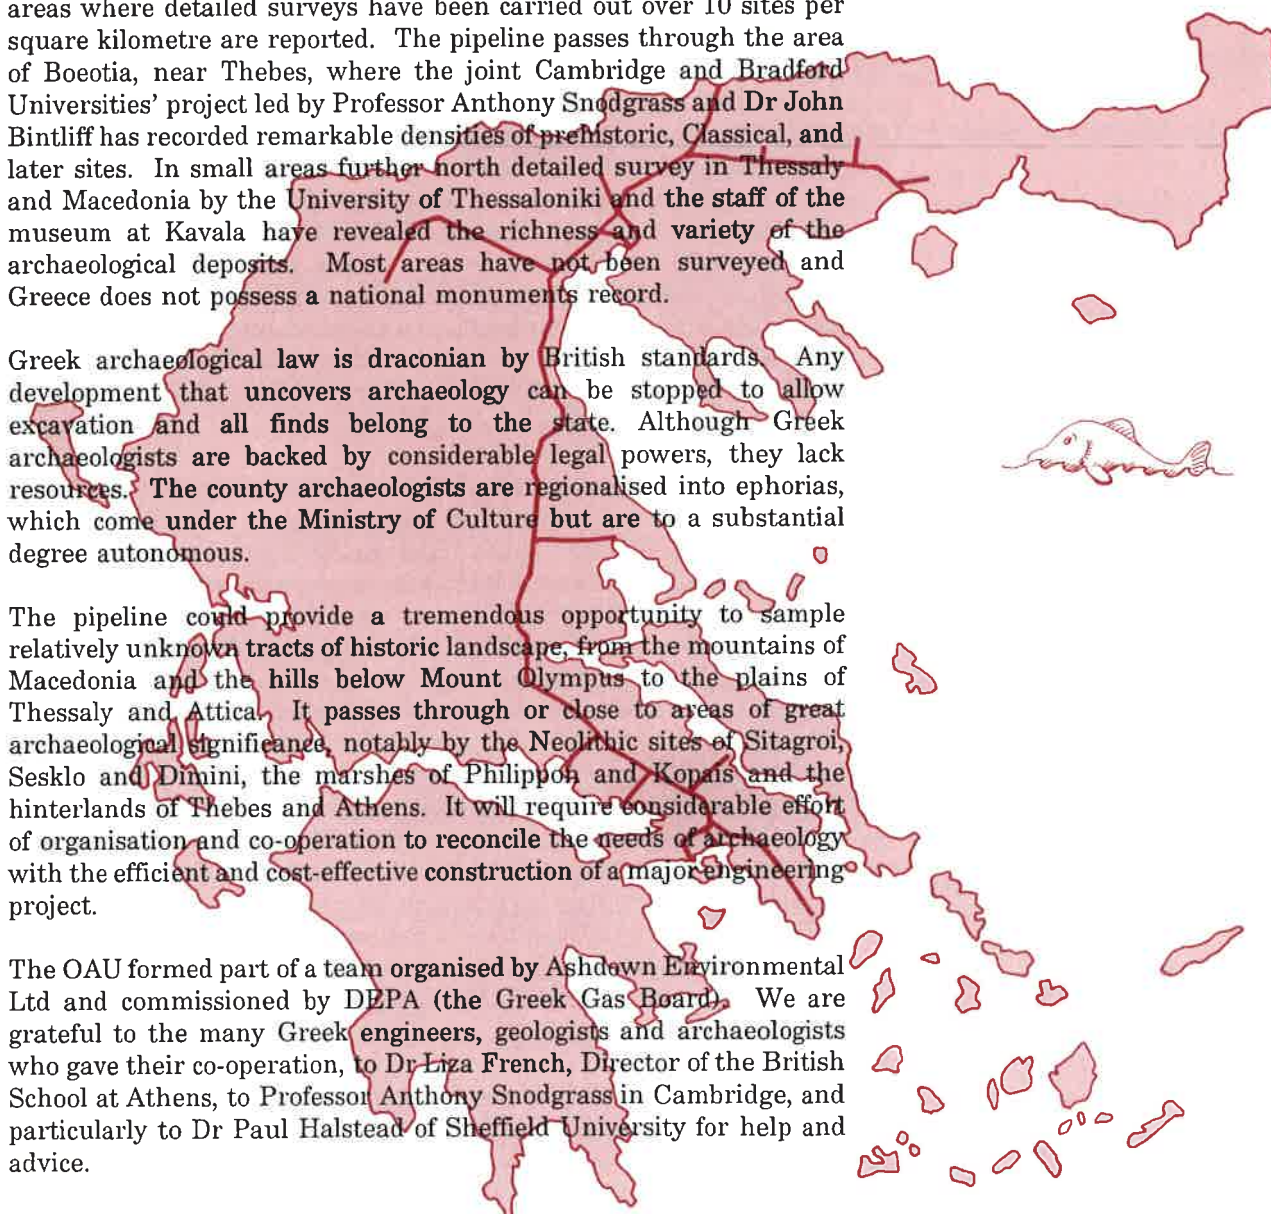 areas where detailed surveys have been carried out over 10 sites per
square kilometre are reported. The pipeline passes through the area
of Boeotia, near Thebes, where the joint Cambridge and Bradford
Universities' project led by Professor Anthony Snodgrass and Dr John
Bintliff has recorded remarkable densities of prehistoric, Classical, and
later sites. In small areas further north detailed survey in Thessaly
and Macedonia by the University of Thessaloniki and the staff of the
museum at Kavala have revealed the richness and variety of the
archaeological deposits. Most areas have not been surveyed and
Greece does not possess a national monuments record.
Greek archaeological law is draconian by British standards. Any
development that uncovers archaeology can be stopped to allow
excavation and all finds belong to the state. Although Greek
archaeologists are backed by considerable legal powers, they lack
resources. The county archaeologists are regionalised into ephorias,
which come under the Ministry of Culture but are to a substantial
degree autonomous.
The pipeline could provide a tremendous opportunity to sample
relatively unknown tracts of historic landscape, from the mountains of
Macedonia and the hills below Mount Olympus to the plains of
Thessaly and Attica. It passes through or close to areas of great
archaeological significance, notably by the Neolithic sites of Sitagroi,
Sesklo and Dimini, the marshes of Philippon and Kopais and the
hinterlands of Thebes and Athens. It will require considerable effort
of organisation and co-operation to reconcile the needs of archaeology
with the efficient and cost-effective construction of a major engineering
project.
The OAU formed part of a team organised by Ashdown Environmental
Ltd and commissioned by DEPA (the Greek Gas Board). We are
grateful to the many Greek engineers, geologists and archaeologists
who gave their co-operation, to Dr Liza French, Director of the British
School at Athens, to Professor Anthony Snodgrass in Cambridge, and
particularly to Dr Paul Halstead of Sheffield University for help and
advice.